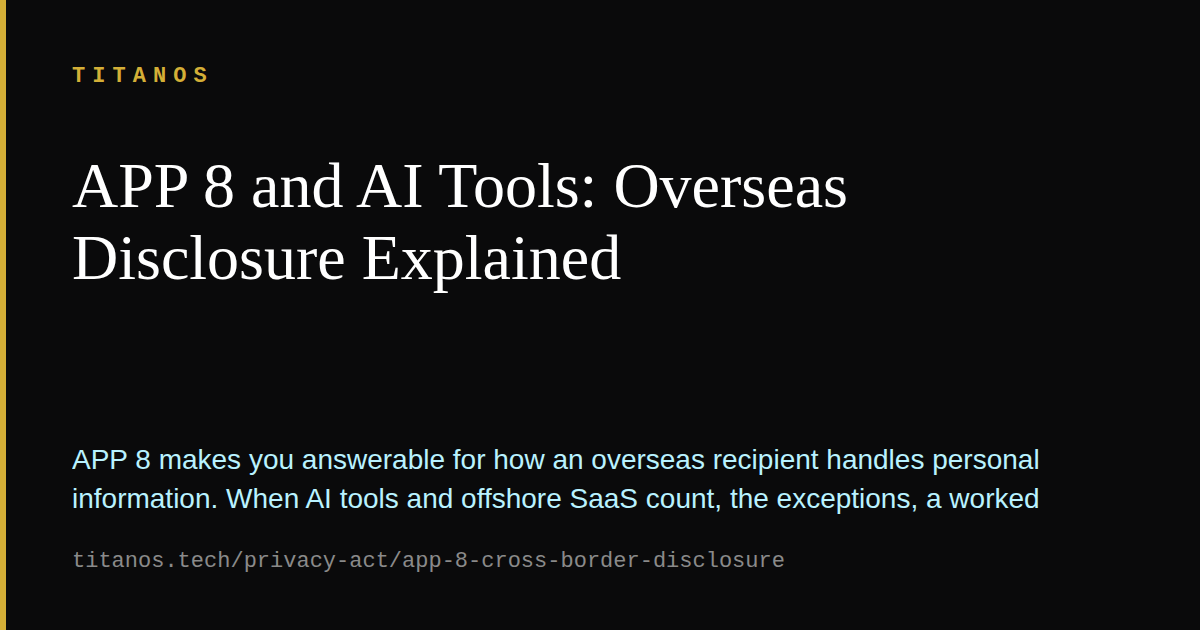 TITANOS
APP 8 and AI Tools: Overseas
Disclosure Explained
APP 8 makes you answerable for how an overseas recipient handles personal
information. When AI tools and offshore SaaS count, the exceptions, a worked
titanos.tech/privacy-act/app-8-cross-border-disclosure